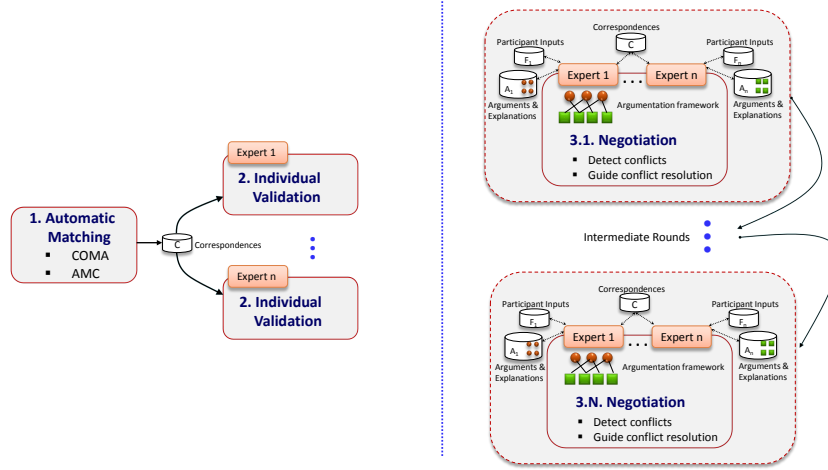 1. Automatic
Matching
▪ COMA
▪ AMC
C
Correspondences
Expert 1
2. Individual
Validation
Expert n
2. Individual
Validation
Correspondences
C
Participant Inputs
F1
Participant Inputs
Fn
Expert 1
...
Expert n
A1
An
Arguments &
Explanations
Argumentation framework
Arguments &
Explanations
3.1. Negotiation
▪ Detect conflicts
▪ Guide conflict resolution
Intermediate Rounds
Correspondences
C
Participant Inputs
F1
Participant Inputs
Fn
Expert 1
...
Expert n
A1
An
Arguments &
Explanations
Argumentation framework
Arguments &
Explanations
3.N. Negotiation
▪ Detect conflicts
▪ Guide conflict resolution